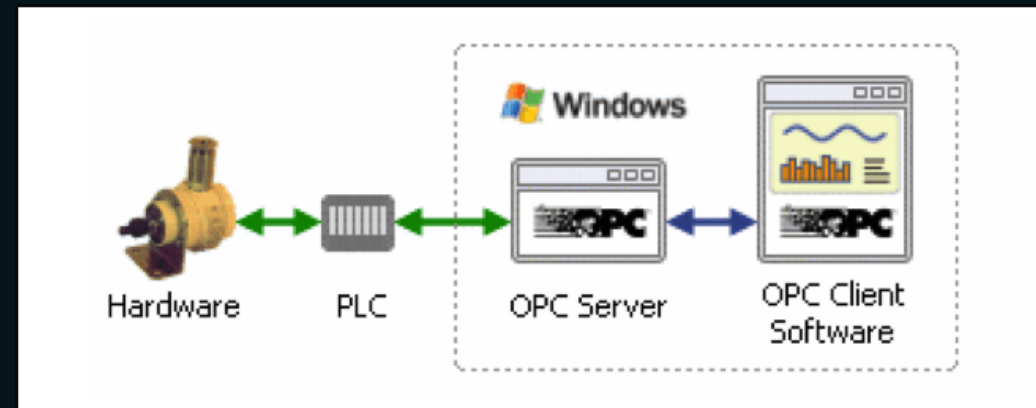 Windows
OPC
OPC
Hardware
PLC
OPC Server
OPC Client
Software